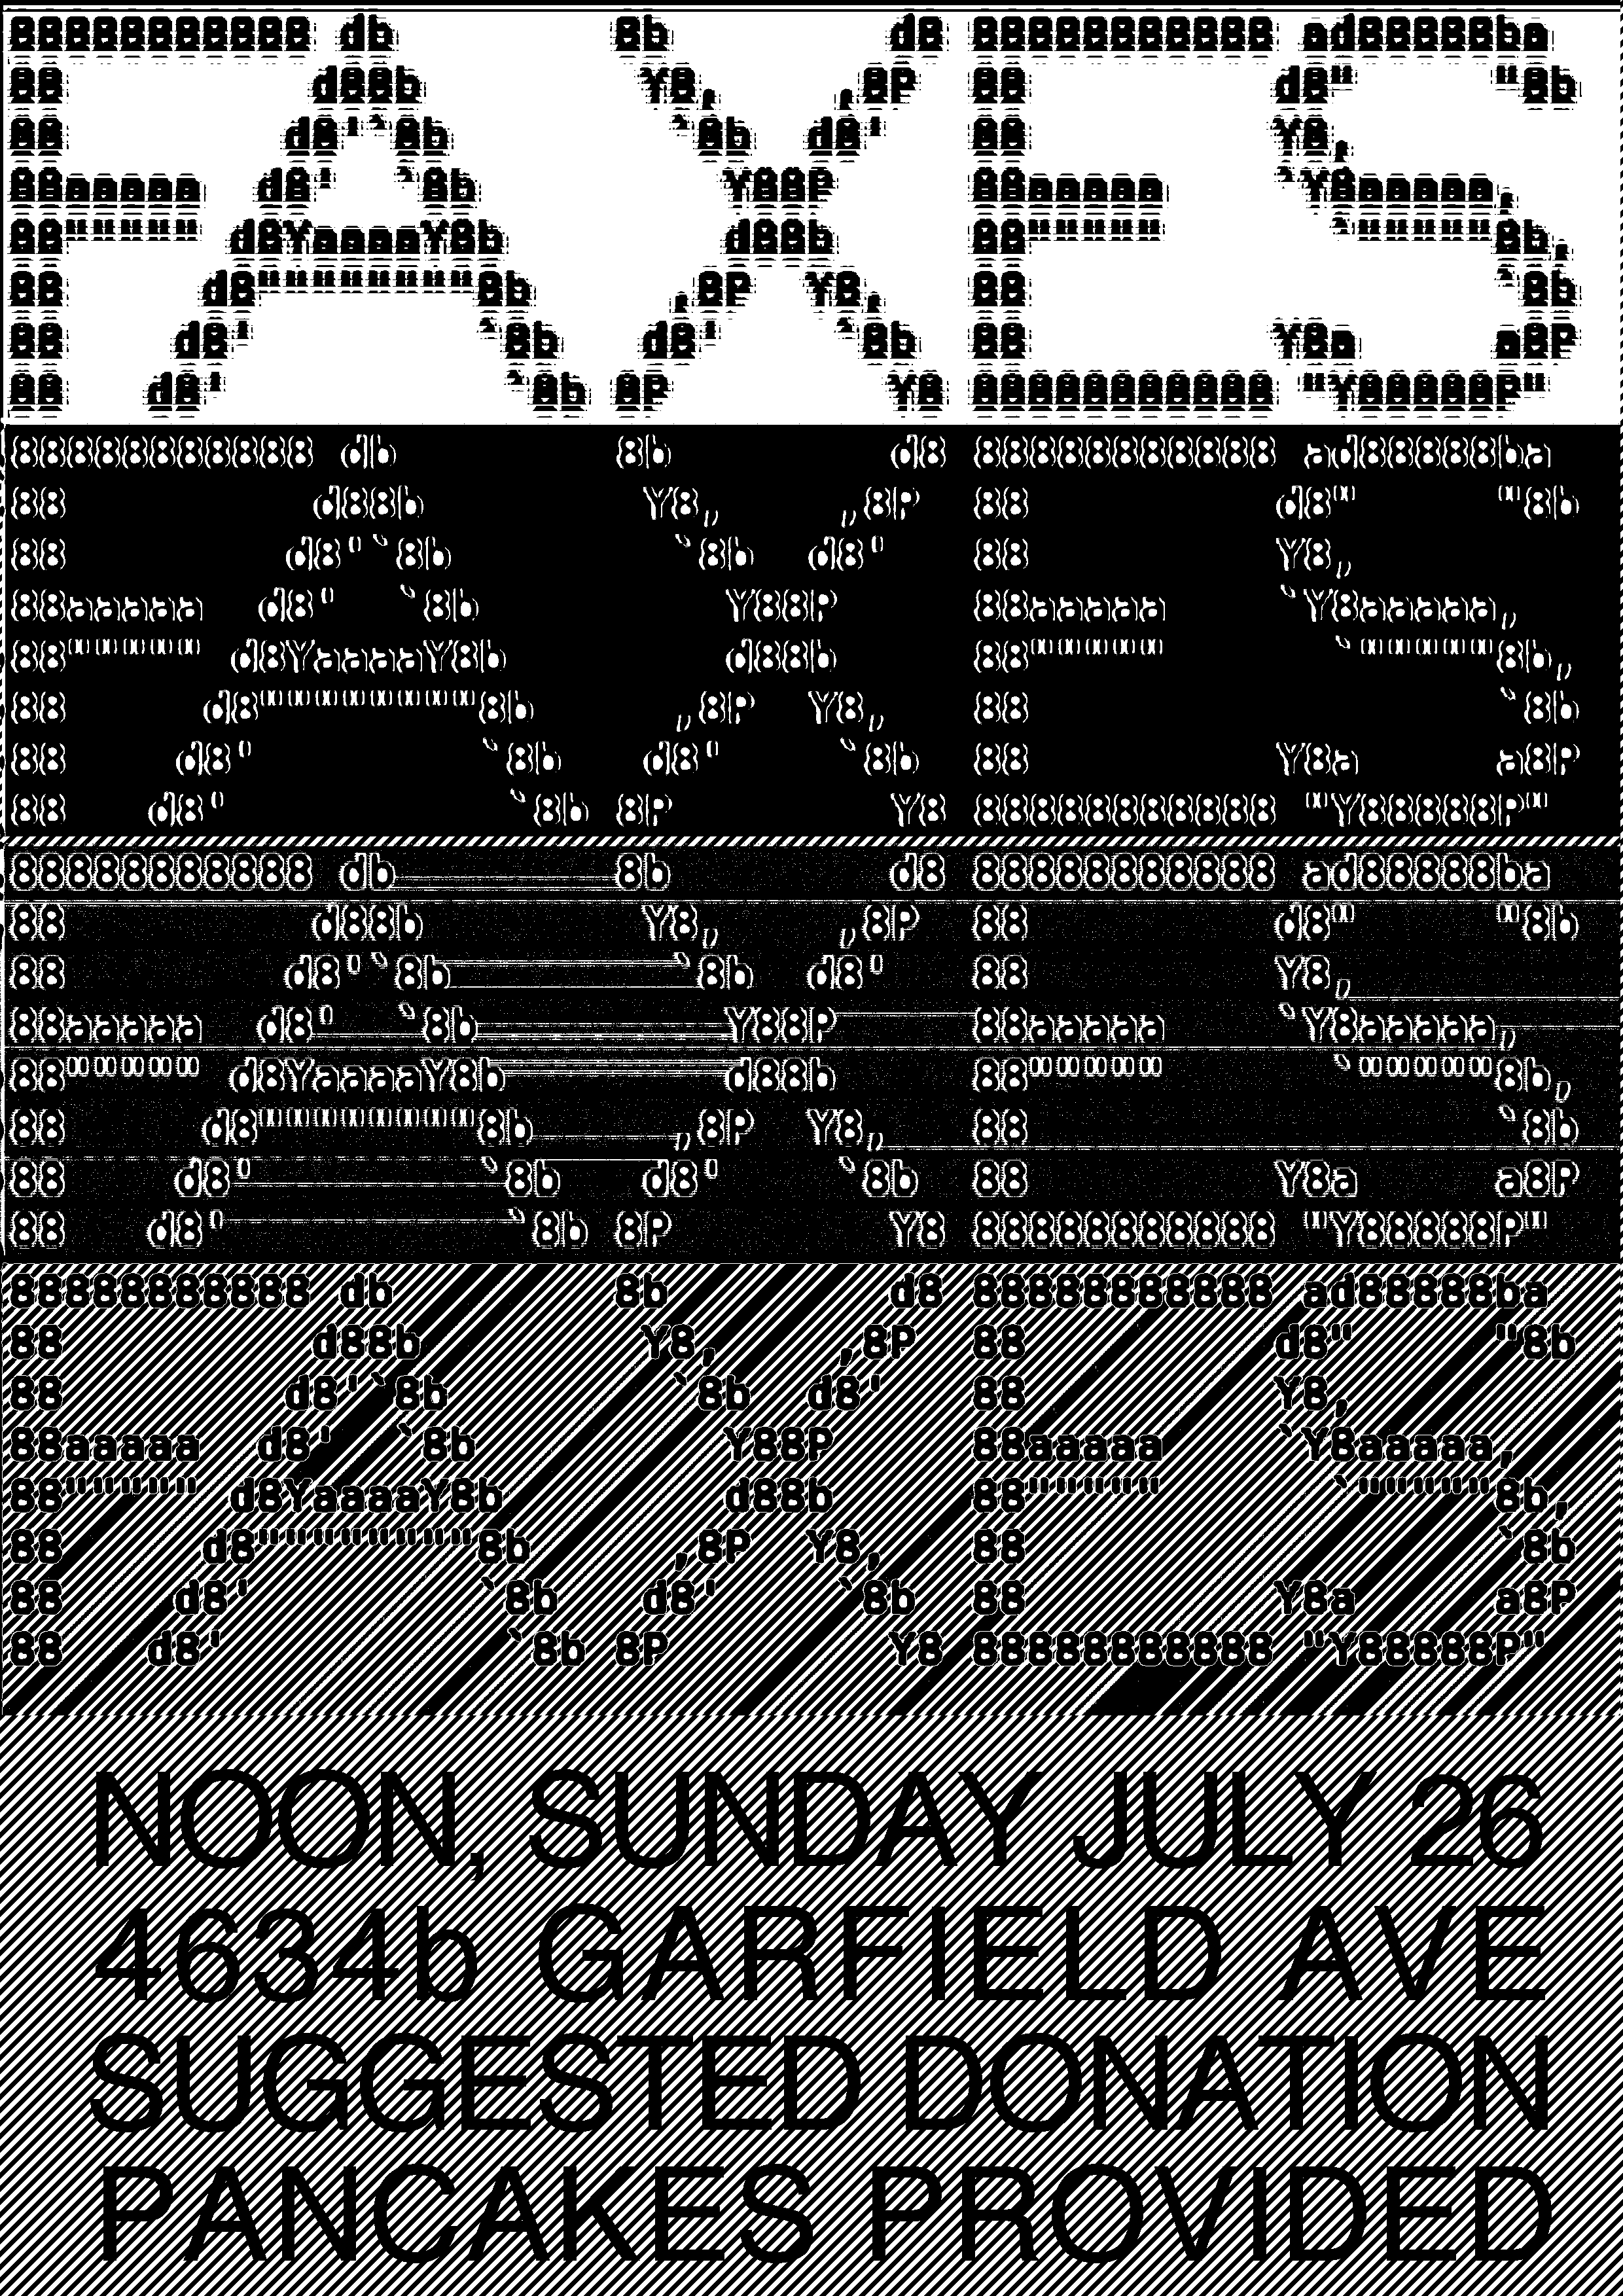 FAXES
FAXES
FAXES
FAXES
NOON, SUNDAY JULY 26
4634b GARFIELD AVE
SUGGESTED DONATION
PANCAKES PROVIDED